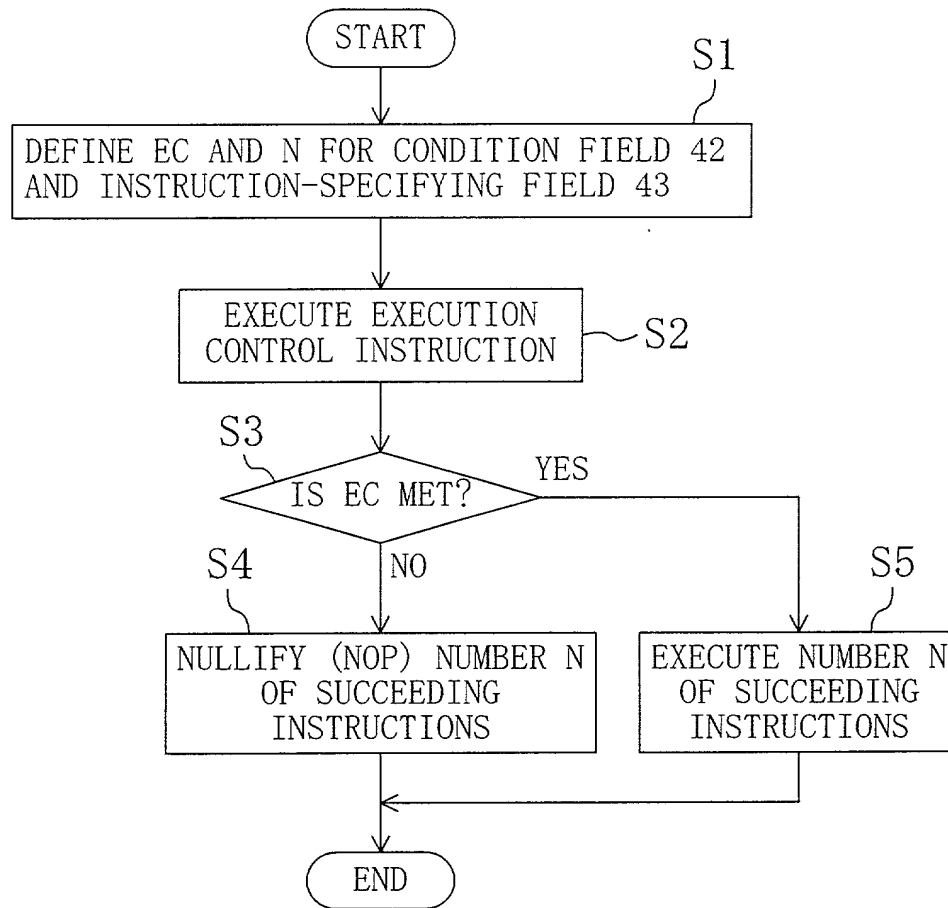 START
S1
DEFINE EC AND N FOR CONDITION FIELD 42
AND INSTRUCTION-SPECIFYING FIELD 43
EXECUTE EXECUTION
CONTROL INSTRUCTION
S2
S3
IS EC MET?
YES
NO
S4
NULLIFY (NOP) NUMBER N
OF SUCCEEDING
INSTRUCTIONS
S5
EXECUTE NUMBER N
OF SUCCEEDING
INSTRUCTIONS
END